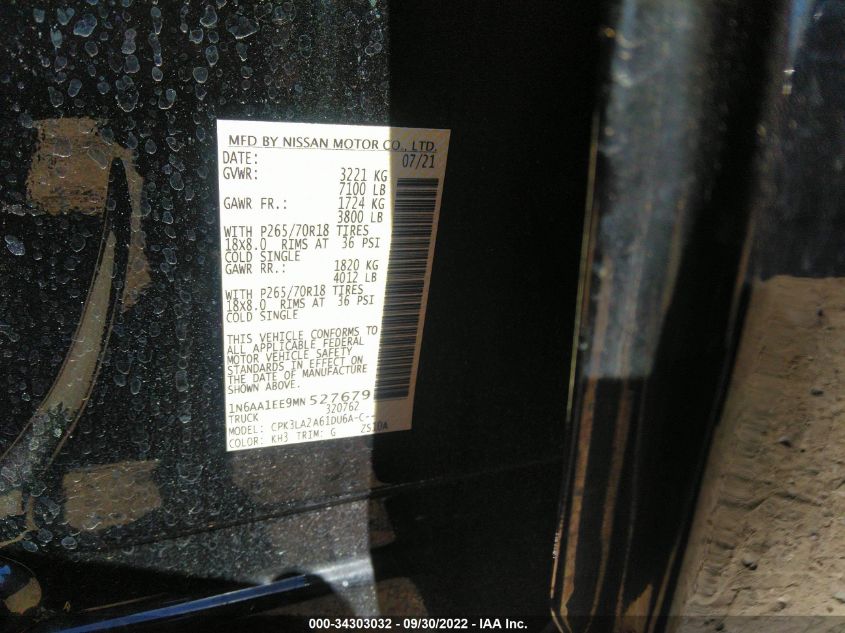 MFD BY NISSAN MOTOR CO., LTD.
DATE: 07/21
GVWR: 3221 KG
7100 LB
GAWR FR.: 1724 KG
3800 LB
WITH P265/70R18 TIRES
18x8.0 RIMS AT 36 PSI
COLD SINGLE
GAWR RR.: 1820 KG
4012 LB
WITH P265/70R18 TIRES
18x8.0 RIMS AT 36 PSI
COLD SINGLE
THIS VEHICLE CONFORMS TO
ALL APPLICABLE FEDERAL
MOTOR VEHICLE SAFETY
STANDARDS IN EFFECT ON
THE DATE OF MANUFACTURE
SHOWN ABOVE.
1N6AA1EE9MN527679
TRUCK 320762
MODEL: CPK3LA2A61DU6A-C--
COLOR: KH3 TRIM: G ZS10A
000-34303032 - 09/30/2022 - IAA Inc.